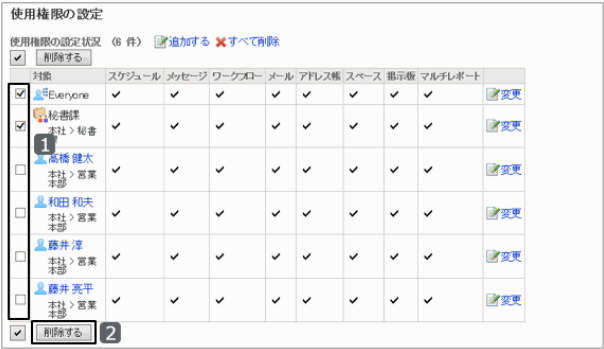 使用権限の設定
使用権限の設定状況 (6 件) 追加する すべて削除
削除する
対象 スケジュール メッセージ ワークフロー メール アドレス帳 スペース 掲示板 マルチレポート
Everyone 変更
秘書課
本社 > 秘書 変更
課
1
高橋 健太
本社 > 営業 変更
本部
和田 和夫
本社 > 営業 変更
本部
藤井 淳
本社 > 営業 変更
本部
藤井 亮平
本社 > 営業 変更
本部
削除する 2